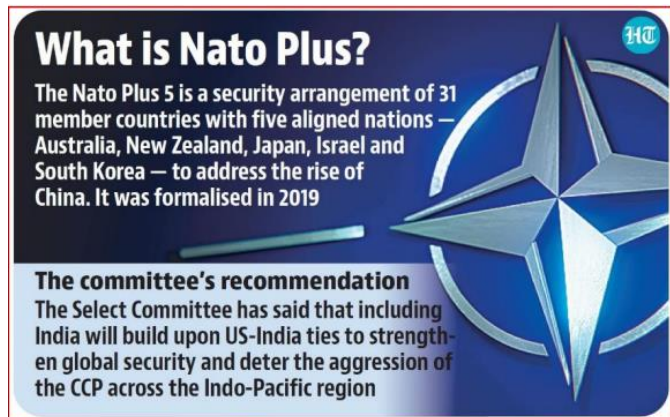 HT
What is Nato Plus?
The Nato Plus 5 is a security arrangement of 31
member countries with five aligned nations —
Australia, New Zealand, Japan, Israel and
South Korea — to address the rise of
China. It was formalised in 2019
The committee's recommendation
The Select Committee has said that including
India will build upon US-India ties to strength-
en global security and deter the aggression of
the CCP across the Indo-Pacific region